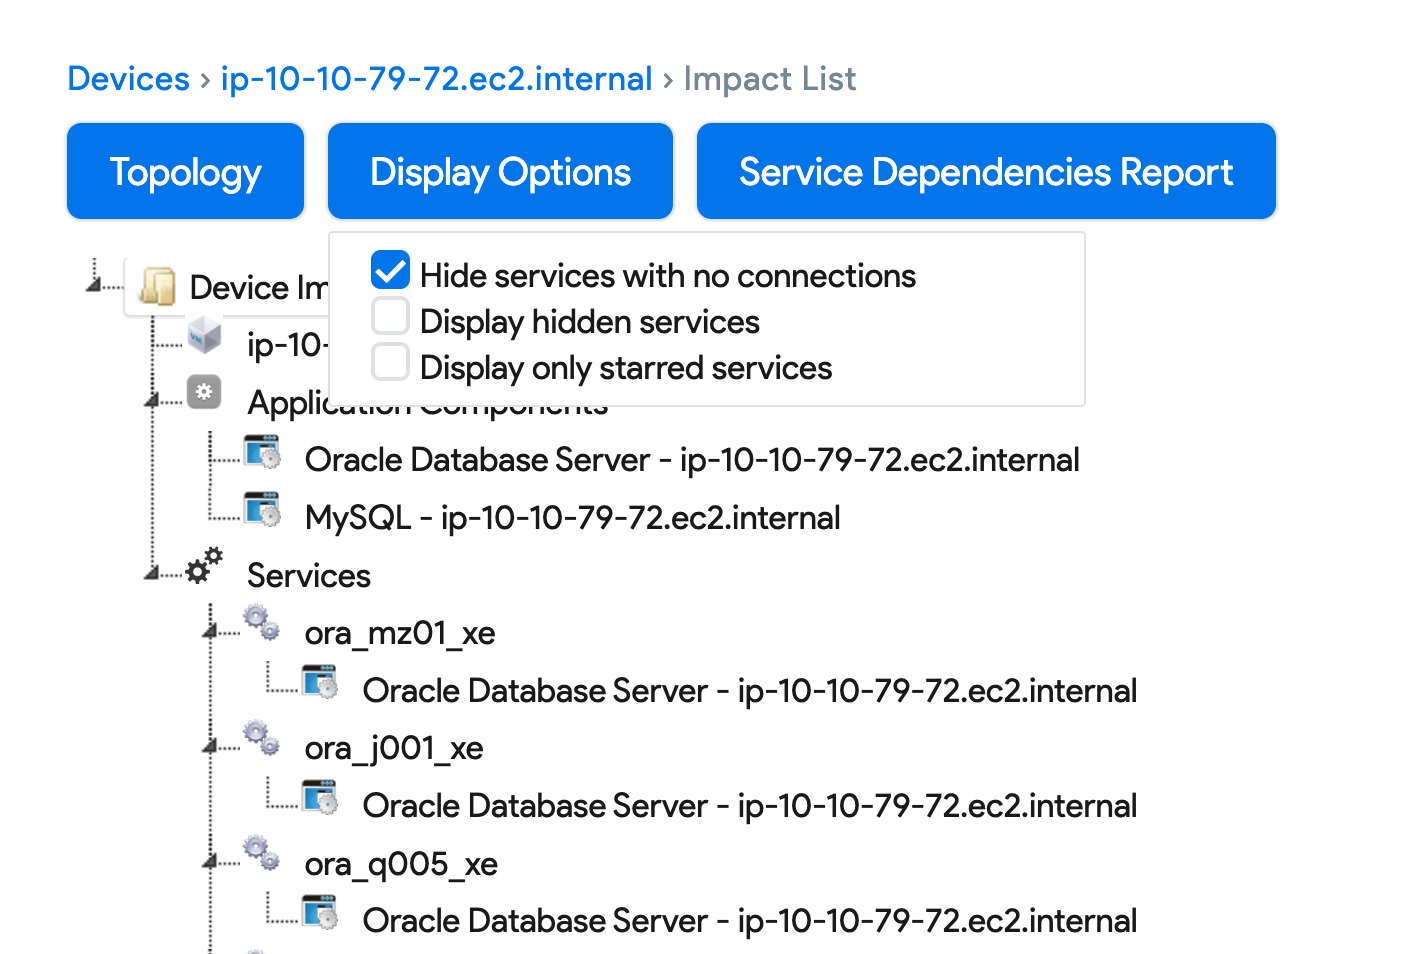 Devices › ip-10-10-79-72.ec2.internal › Impact List
Topology
Display Options
Service Dependencies Report
Hide services with no connections
Display hidden services
Display only starred services
Device Im
ip-10-
Application Components
Oracle Database Server - ip-10-10-79-72.ec2.internal
MySQL - ip-10-10-79-72.ec2.internal
Services
ora_mz01_xe
Oracle Database Server - ip-10-10-79-72.ec2.internal
ora_j001_xe
Oracle Database Server - ip-10-10-79-72.ec2.internal
ora_q005_xe
Oracle Database Server - ip-10-10-79-72.ec2.internal